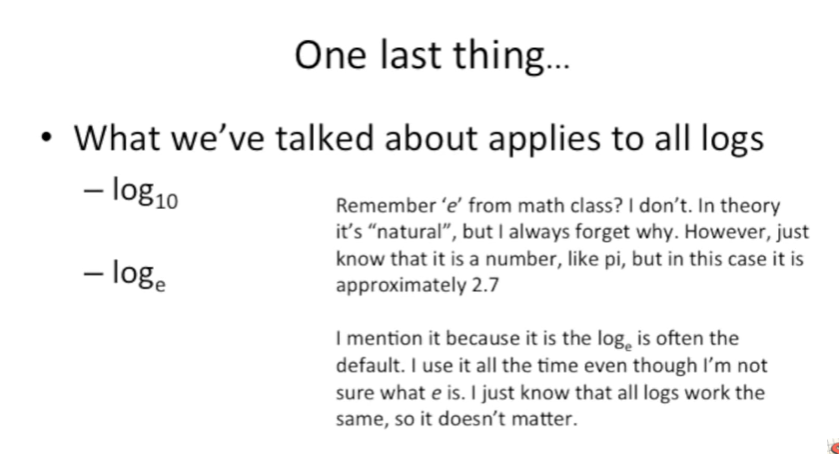 One last thing...
• What we’ve talked about applies to all logs
– log₁₀
– logₑ
Remember ‘e’ from math class? I don’t. In theory
it’s “natural”, but I always forget why. However, just
know that it is a number, like pi, but in this case it is
approximately 2.7
I mention it because it is the logₑ is often the
default. I use it all the time even though I’m not
sure what e is. I just know that all logs work the
same, so it doesn’t matter.